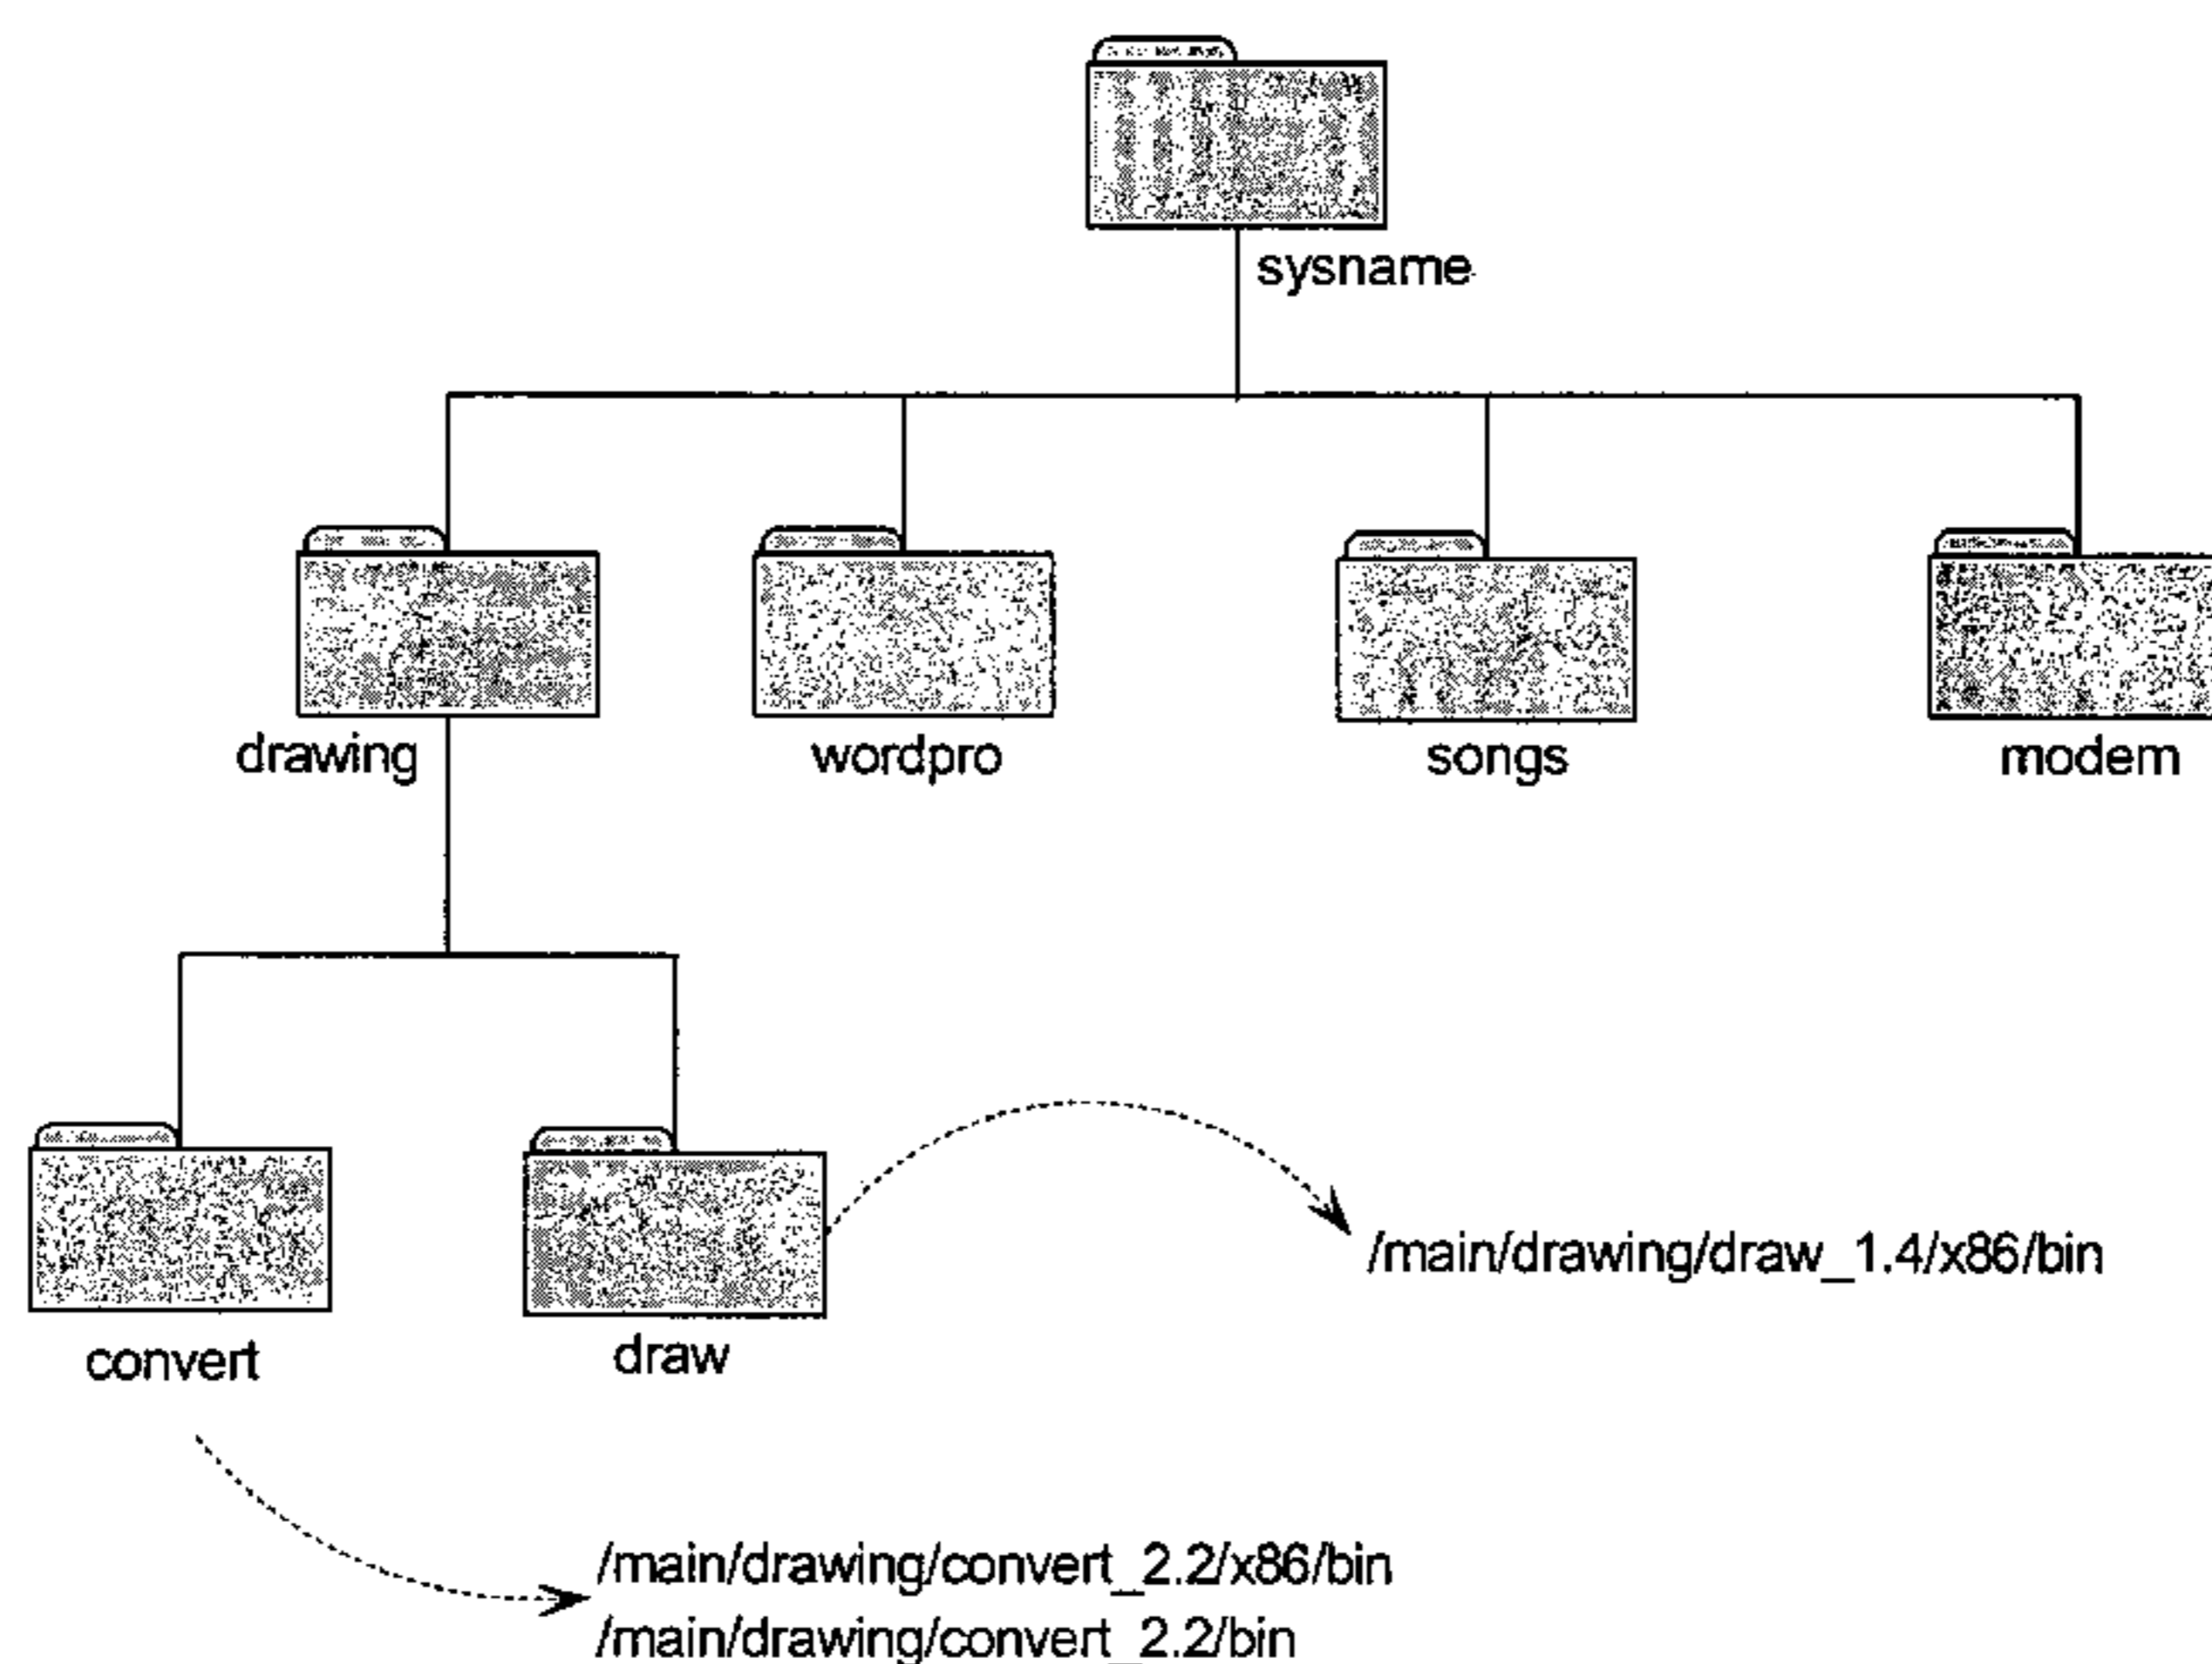 sysname
drawing
wordpro
songs
modem
/main/drawing/draw_1.4/x86/bin
convert
draw
/main/drawing/convert_2.2/x86/bin
/main/drawing/convert_2.2/bin